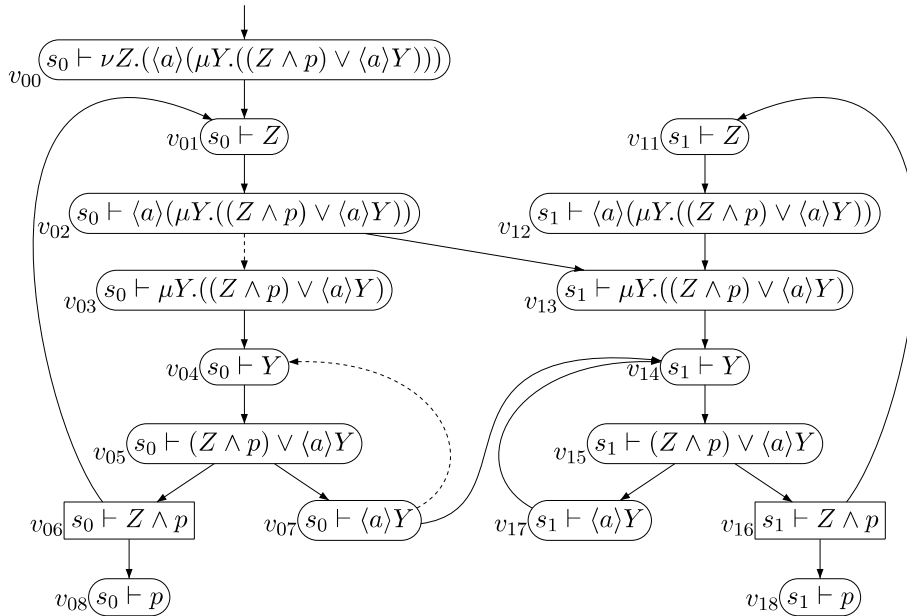 s₀ ⊢ νZ.(⟨a⟩(μY.((Z ∧ p) ∨ ⟨a⟩Y)))
v₀₀
v₀₁ s₀ ⊢ Z
v₁₁ s₁ ⊢ Z
v₀₂ s₀ ⊢ ⟨a⟩(μY.((Z ∧ p) ∨ ⟨a⟩Y))
v₁₂ s₁ ⊢ ⟨a⟩(μY.((Z ∧ p) ∨ ⟨a⟩Y))
v₀₃ s₀ ⊢ μY.((Z ∧ p) ∨ ⟨a⟩Y)
v₁₃ s₁ ⊢ μY.((Z ∧ p) ∨ ⟨a⟩Y)
v₀₄ s₀ ⊢ Y
v₁₄ s₁ ⊢ Y
v₀₅ s₀ ⊢ (Z ∧ p) ∨ ⟨a⟩Y
v₁₅ s₁ ⊢ (Z ∧ p) ∨ ⟨a⟩Y
v₀₆ s₀ ⊢ Z ∧ p
v₀₇ s₀ ⊢ ⟨a⟩Y
v₁₇ s₁ ⊢ ⟨a⟩Y
v₁₆ s₁ ⊢ Z ∧ p
v₀₈ s₀ ⊢ p
v₁₈ s₁ ⊢ p